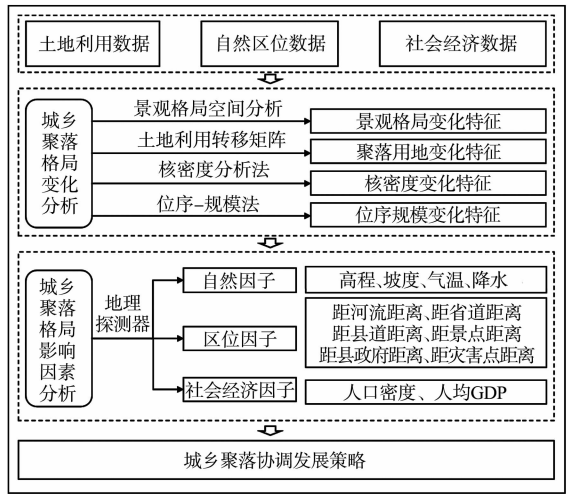 土地利用数据
自然区位数据
社会经济数据
城乡
聚落
格局
变化
分析
景观格局空间分析
景观格局变化特征
土地利用转移矩阵
聚落用地变化特征
核密度分析法
核密度变化特征
位序-规模法
位序规模变化特征
城乡
聚落
格局
影响
因素
分析
地理
探测器
自然因子
高程、坡度、气温、降水
区位因子
距河流距离、距省道距离
距县道距离、距景点距离
距县政府距离、距灾害点距离
社会经济因子
人口密度、人均GDP
城乡聚落协调发展策略